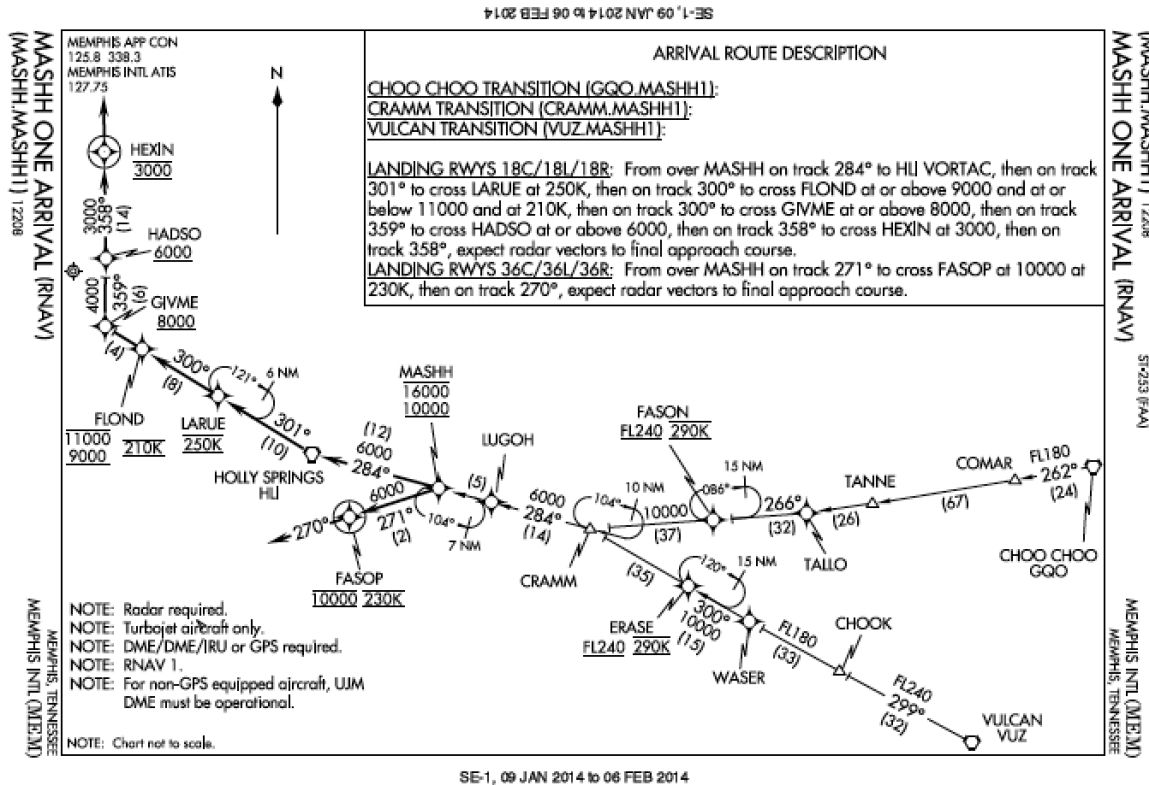 SE-1, 09 JAN 2014 to 06 FEB 2014
MASHH ONE ARRIVAL (RNAV)
(MASHH.MASHH1) 12208
MEMPHIS APP CON
125.8 338.3
MEMPHIS INTL ATIS
127.75
N
ARRIVAL ROUTE DESCRIPTION
CHOO CHOO TRANSITION (GQO.MASHH1):
CRAMM TRANSITION (CRAMM.MASHH1):
VULCAN TRANSITION (VUZ.MASHH1):
LANDING RWYS 18C/18L/18R: From over MASHH on track 284° to HLI VORTAC, then on track
301° to cross LARUE at 250K, then on track 300° to cross FLOND at or above 9000 and at or
below 11000 and at 210K, then on track 300° to cross GIVME at or above 8000, then on track
359° to cross HADSO at or above 6000, then on track 358° to cross HEXIN at 3000, then on
track 358°, expect radar vectors to final approach course.
LANDING RWYS 36C/36L/36R: From over MASHH on track 271° to cross FASOP at 10000 at
230K, then on track 270°, expect radar vectors to final approach course.
(MASHH.MASHH1) 12208
MASHH ONE ARRIVAL (RNAV)
ST-253 (FAA)
HEXIN
3000
3000
358°
(14)
HADSO
6000
4000
359°
(6)
GIVME
8000
(4)
300°
(8)
121°
6 NM
FLOND
11000
9000
210K
LARUE
250K
301°
(10)
HOLLY SPRINGS
HLI
MASHH
16000
10000
(12)
6000
284°
LUGOH
(5)
6000
271°
(2)
270°
104°
7 NM
FASOP
10000 230K
6000
284°
(14)
CRAMM
104°
10 NM
FASON
FL240 290K
10000
(37)
086°
15 NM
266°
(32)
TALLO
TANNE
(26)
COMAR
(67)
FL180
262°
(24)
CHOO CHOO
GQO
(35)
120°
15 NM
ERASE
FL240 290K
300°
10000
(15)
WASER
FL180
(33)
CHOOK
FL240
299°
(32)
VULCAN
VUZ
NOTE: Radar required.
NOTE: Turbojet aircraft only.
NOTE: DME/DME/IRU or GPS required.
NOTE: RNAV 1.
NOTE: For non-GPS equipped aircraft, UJM
DME must be operational.
NOTE: Chart not to scale.
MEMPHIS, TENNESSEE
MEMPHIS INTL (MEM)
MEMPHIS INTL (MEM)
MEMPHIS, TENNESSEE
SE-1, 09 JAN 2014 to 06 FEB 2014